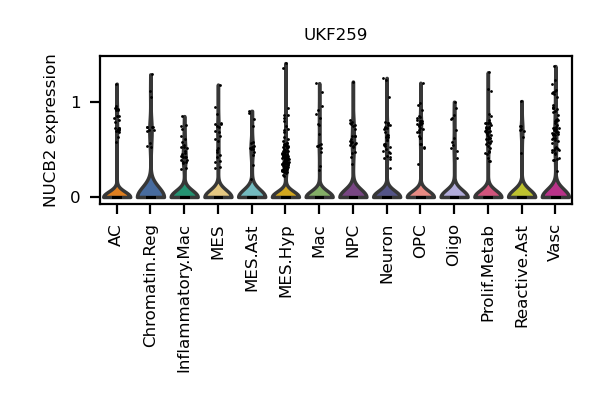 UKF259
NUCB2 expression
1
0
AC
Chromatin.Reg
Inflammatory.Mac
MES
MES.Ast
MES.Hyp
Mac
NPC
Neuron
OPC
Oligo
Prolif.Metab
Reactive.Ast
Vasc